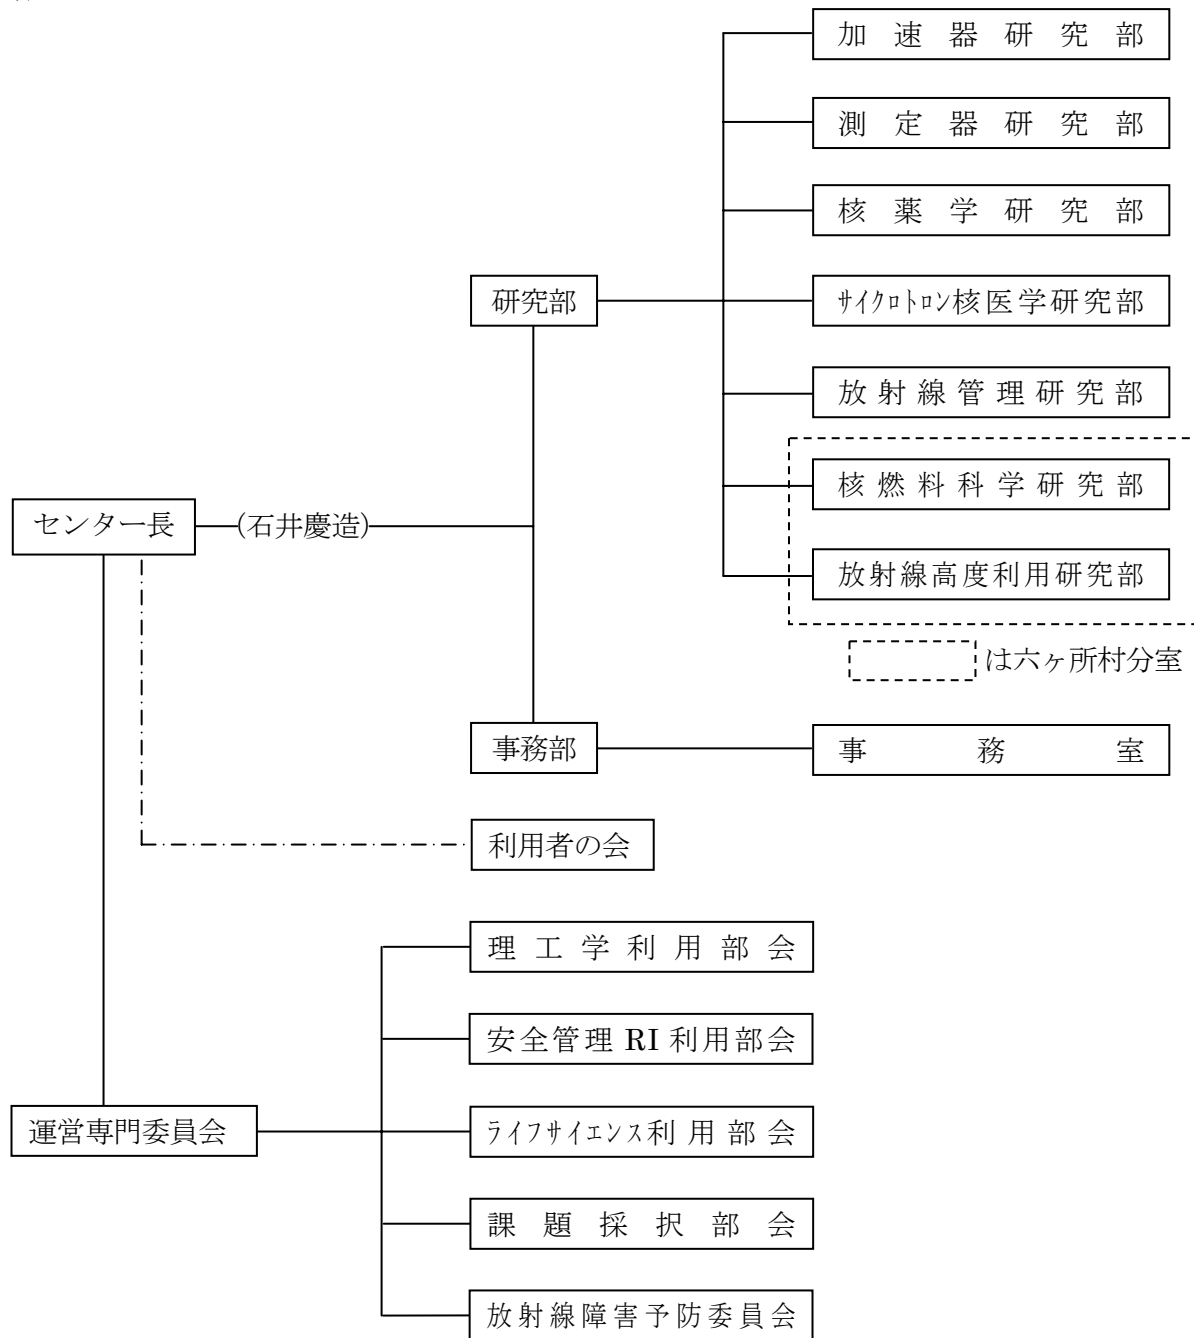 加速器研究部
測定器研究部
核薬学研究部
研究部
ｻｲｸﾛﾄﾛﾝ核医学研究部
放射線管理研究部
核燃料科学研究部
センター長
(石井慶造)
放射線高度利用研究部
は六ヶ所村分室
事務部
事務室
利用者の会
理工学利用部会
安全管理 RI 利用部会
運営専門委員会
ﾗｲﾌｻｲｴﾝｽ利用部会
課題採択部会
放射線障害予防委員会